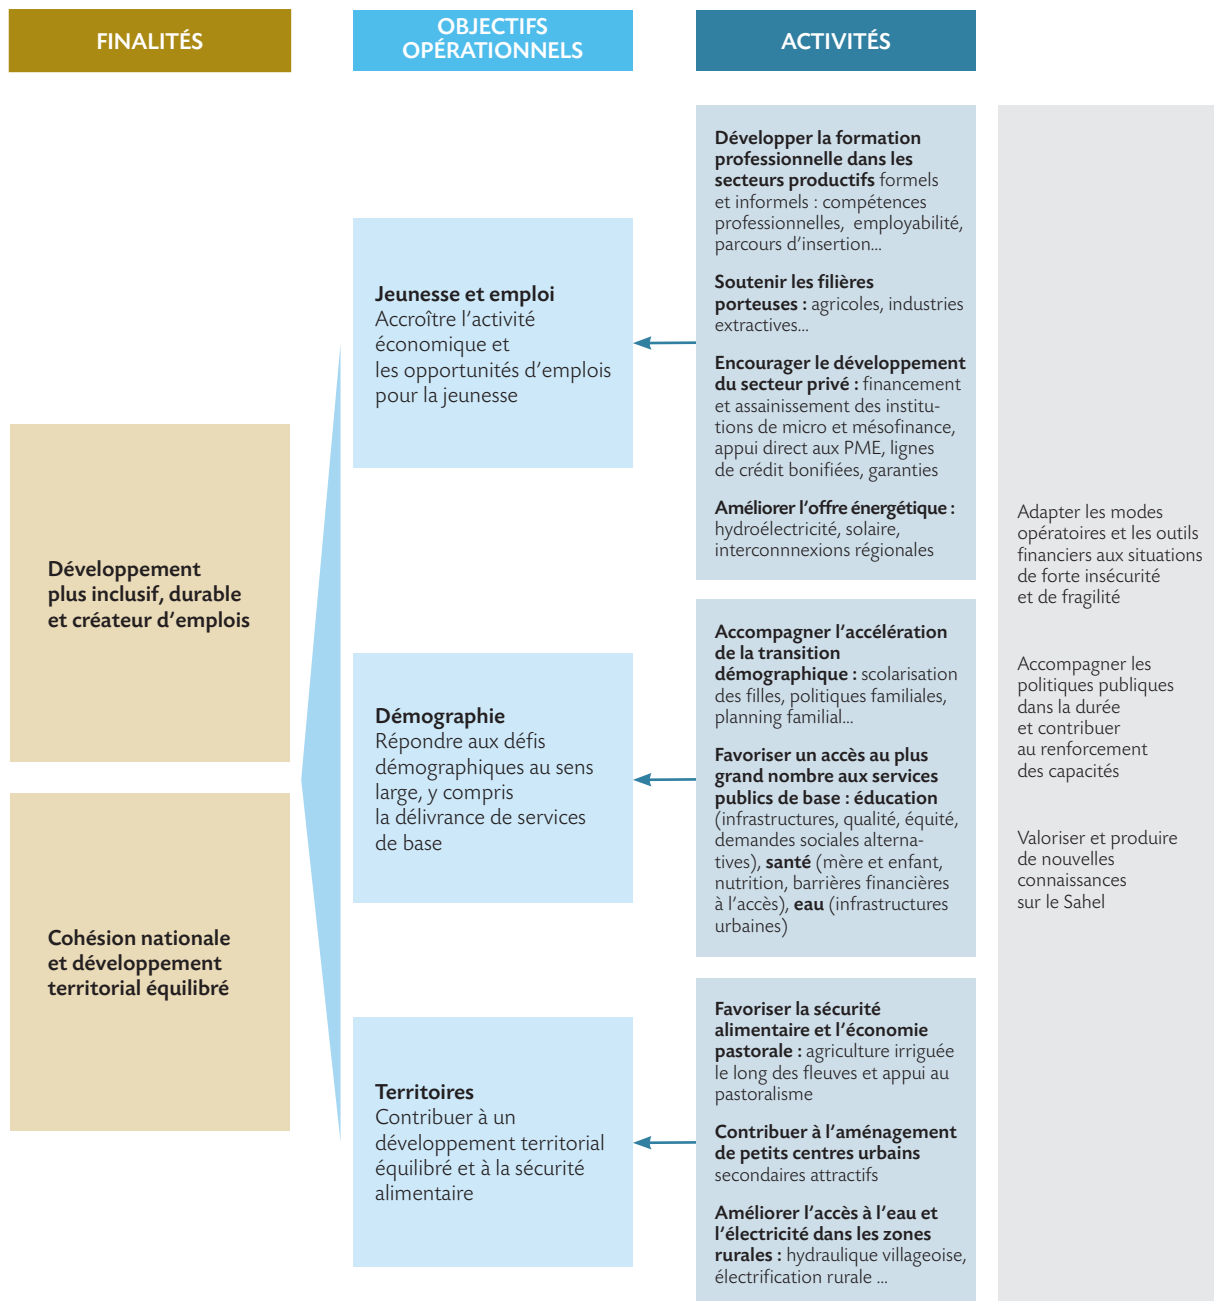 FINALITÉS
OBJECTIFS
OPÉRATIONNELS
ACTIVITÉS
Développement
plus inclusif, durable
et créateur d’emplois
Cohésion nationale
et développement
territorial équilibré
Jeunesse et emploi
Accroître l’activité
économique et
les opportunités d’emplois
pour la jeunesse
Démographie
Répondre aux défis
démographiques au sens
large, y compris
la délivrance de services
de base
Territoires
Contribuer à un
développement territorial
équilibré et à la sécurité
alimentaire
Développer la formation
professionnelle dans les
secteurs productifs formels
et informels : compétences
professionnelles, employabilité,
parcours d’insertion…
Soutenir les filières
porteuses : agricoles, industries
extractives…
Encourager le développement
du secteur privé : financement
et assainissement des institu-
tions de micro et mésofinance,
appui direct aux PME, lignes
de crédit bonifiées, garanties
Améliorer l’offre énergétique :
hydroélectricité, solaire,
interconnnexions régionales
Accompagner l’accélération
de la transition
démographique : scolarisation
des filles, politiques familiales,
planning familial…
Favoriser un accès au plus
grand nombre aux services
publics de base : éducation
(infrastructures, qualité, équité,
demandes sociales alterna-
tives), santé (mère et enfant,
nutrition, barrières financières
à l’accès), eau (infrastructures
urbaines)
Favoriser la sécurité
alimentaire et l’économie
pastorale : agriculture irriguée
le long des fleuves et appui au
pastoralisme
Contribuer à l’aménagement
de petits centres urbains
secondaires attractifs
Améliorer l’accès à l’eau et
l’électricité dans les zones
rurales : hydraulique villageoise,
électrification rurale …
Adapter les modes
opératoires et les outils
financiers aux situations
de forte insécurité
et de fragilité
Accompagner les
politiques publiques
dans la durée
et contribuer
au renforcement
des capacités
Valoriser et produire
de nouvelles
connaissances
sur le Sahel